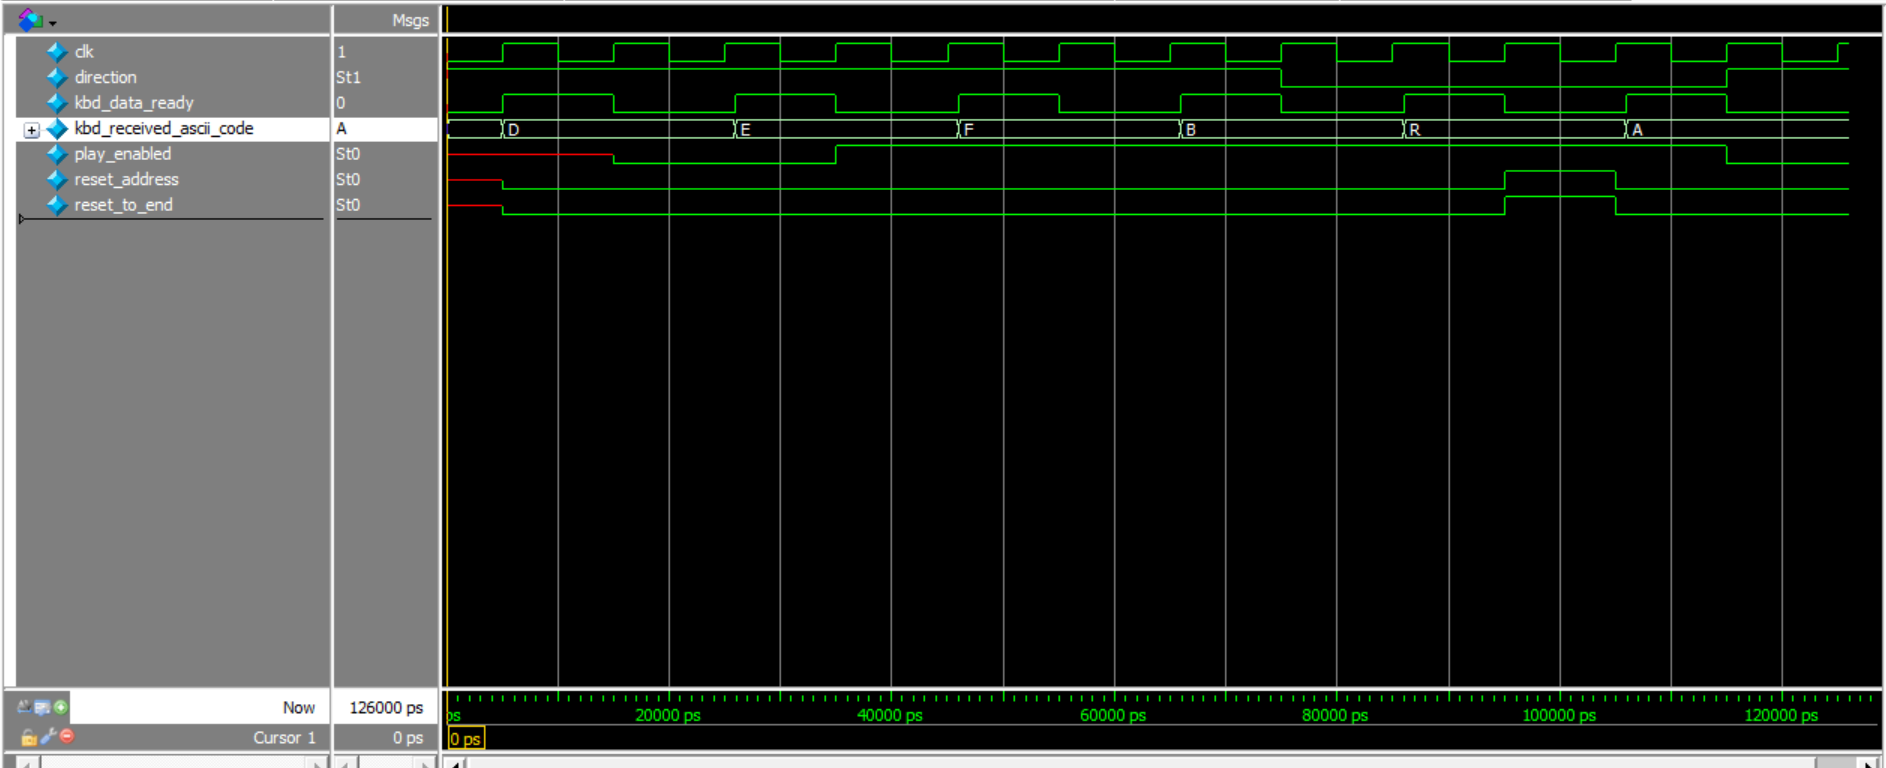 Msgs
clk 1
direction St1
kbd_data_ready 0
kbd_received_ascii_code A D E F B R A
play_enabled St0
reset_address St0
reset_to_end St0
Now 126000 ps ps 20000 ps 40000 ps 60000 ps 80000 ps 100000 ps 120000 ps
Cursor 1 0 ps 0 ps